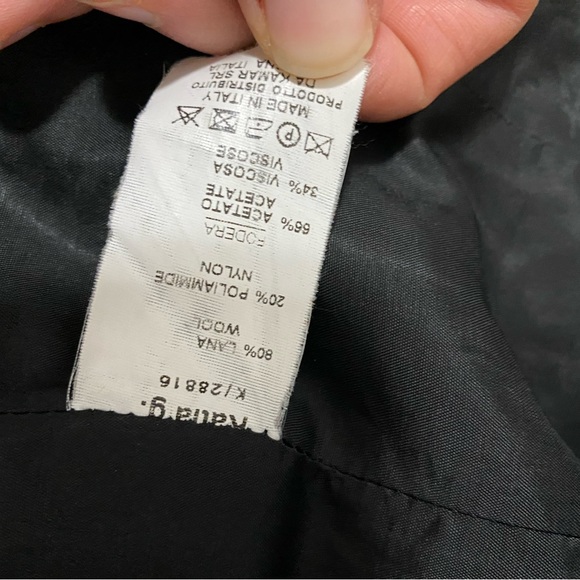 Katia g.
K/28816
80% LANA
WOOL
20% POLIAMMIDE
NYLON
FODERA
66% ACETATO
ACETATE
34% VISCOSA
VISCOSE
P
MADE IN ITALY
PRODOTTO DISTRIBUITO
DA KAMAR SRL
ITALIA